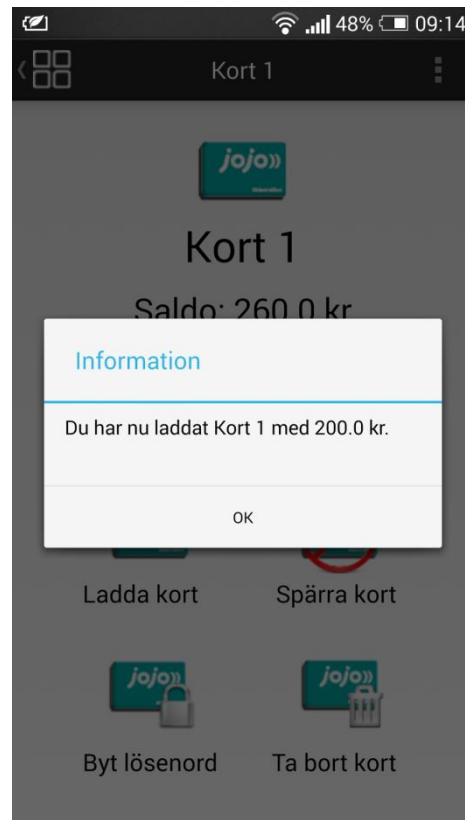 48% 09:14
Kort 1
jojo
Kort 1
Saldo: 260.0 kr
Information
Du har nu laddat Kort 1 med 200.0 kr.
OK
Ladda kort Spärra kort
jojo jojo
Byt lösenord Ta bort kort